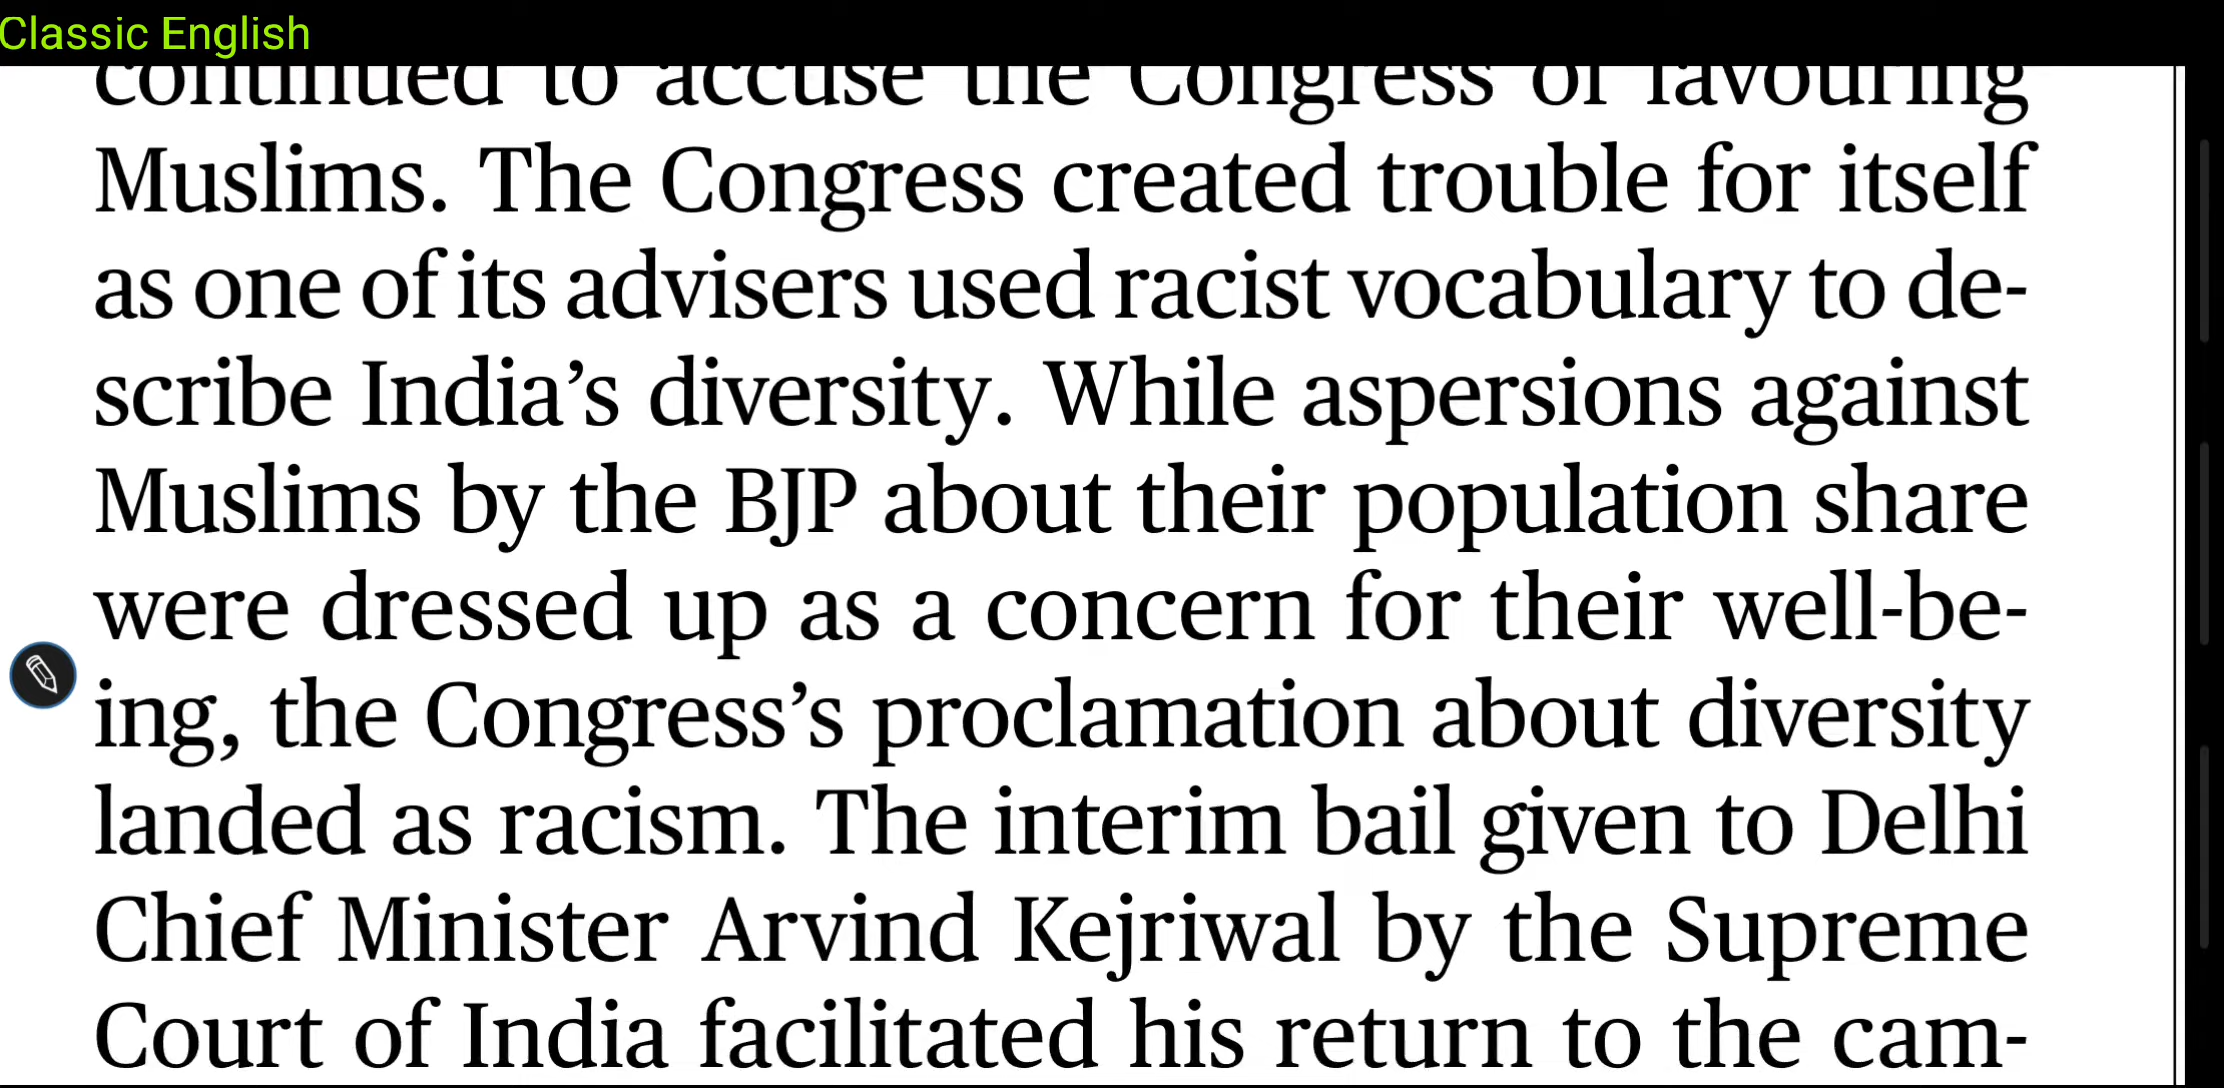 Classic English
continued to accuse the Congress of favouring
Muslims. The Congress created trouble for itself
as one of its advisers used racist vocabulary to de-
scribe India’s diversity. While aspersions against
Muslims by the BJP about their population share
were dressed up as a concern for their well-be-
ing, the Congress’s proclamation about diversity
landed as racism. The interim bail given to Delhi
Chief Minister Arvind Kejriwal by the Supreme
Court of India facilitated his return to the cam-